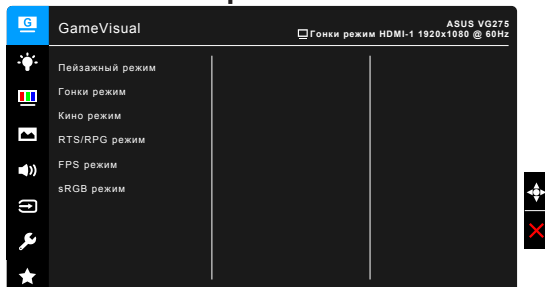 G
GameVisual
ASUS VG275
Гонки режим HDMI-1 1920x1080 @ 60Hz
Пейзажный режим
Гонки режим
Кино режим
RTS/RPG режим
FPS режим
sRGB режим